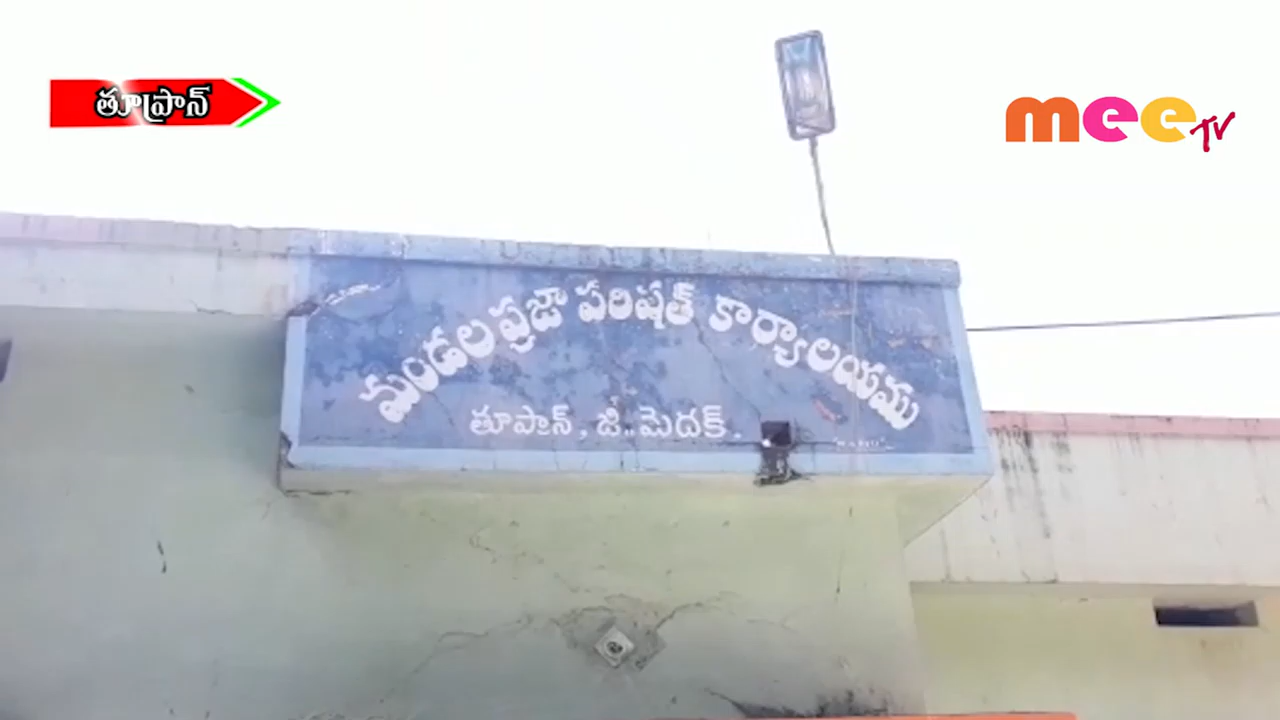 తూప్రాన్
mee TV
మండల ప్రజా పరిషత్ కార్యాలయము
తూప్రాన్, జి.. మెదక్.